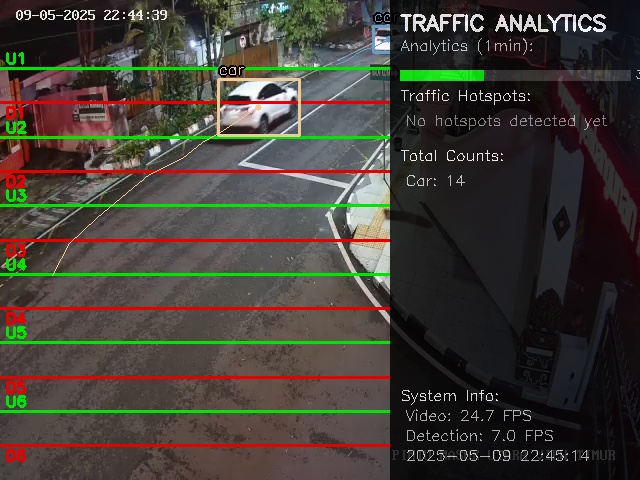 09-05-2025 22:44:39
TRAFFIC ANALYTICS
Analytics (1min):
U1
car
D1
Traffic Hotspots:
No hotspots detected yet
U2
Total Counts:
D2
Car: 14
U3
D3
U4
D4
U5
D5
System Info:
U6
Video: 24.7 FPS
Detection: 7.0 FPS
2025-05-09 22:45:14
D6